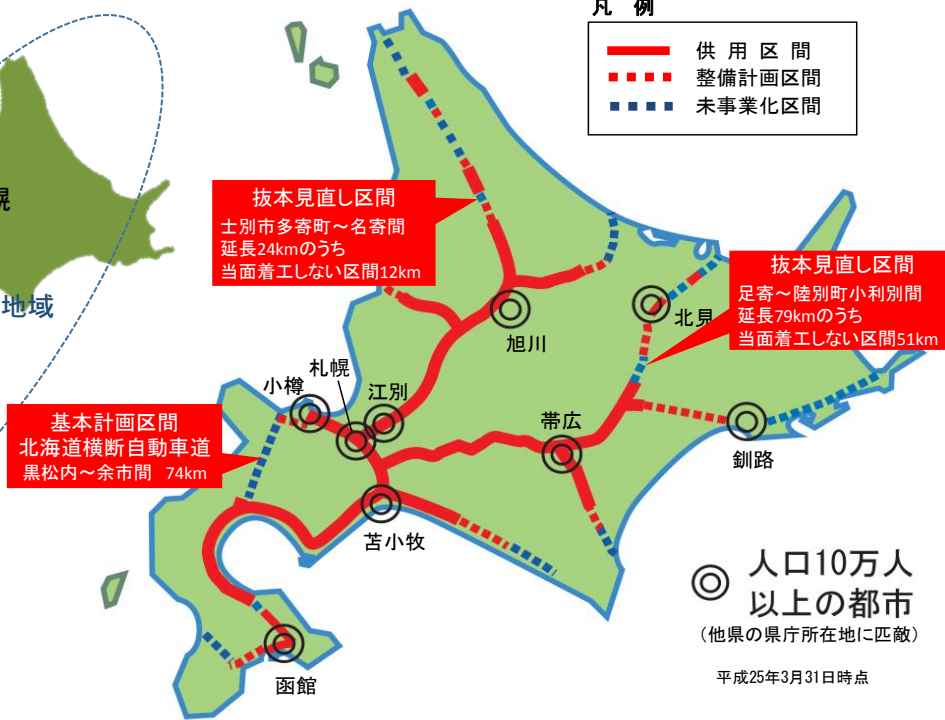 凡 例
供 用 区 間
整備計画区間
未事業化区間
幌
地域
抜本見直し区間
士別市多寄町～名寄間
延長24kmのうち
当面着工しない区間12km
抜本見直し区間
足寄～陸別町小利別間
延長79kmのうち
当面着工しない区間51km
基本計画区間
北海道横断自動車道
黒松内～余市間 74km
旭川
北見
札幌
小樽
江別
帯広
釧路
苫小牧
函館
人口10万人
以上の都市
（他県の県庁所在地に匹敵）
平成25年3月31日時点